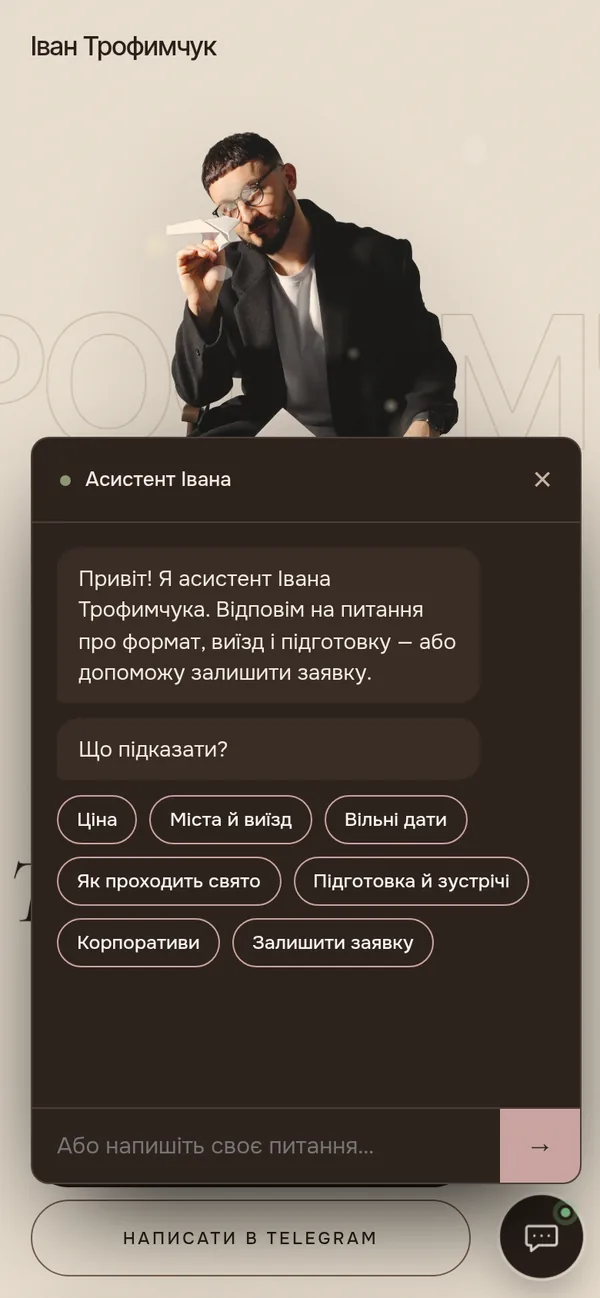 Іван Трофимчук
РО
М
Асистент Івана
Привіт! Я асистент Івана
Трофимчука. Відповім на питання
про формат, виїзд і підготовку — або
допоможу залишити заявку.
Що підказати?
Ціна
Міста й виїзд
Вільні дати
Як проходить свято
Підготовка й зустрічі
Корпоративи
Залишити заявку
Або напишіть своє питання...
→
НАПИСАТИ В TELEGRAM